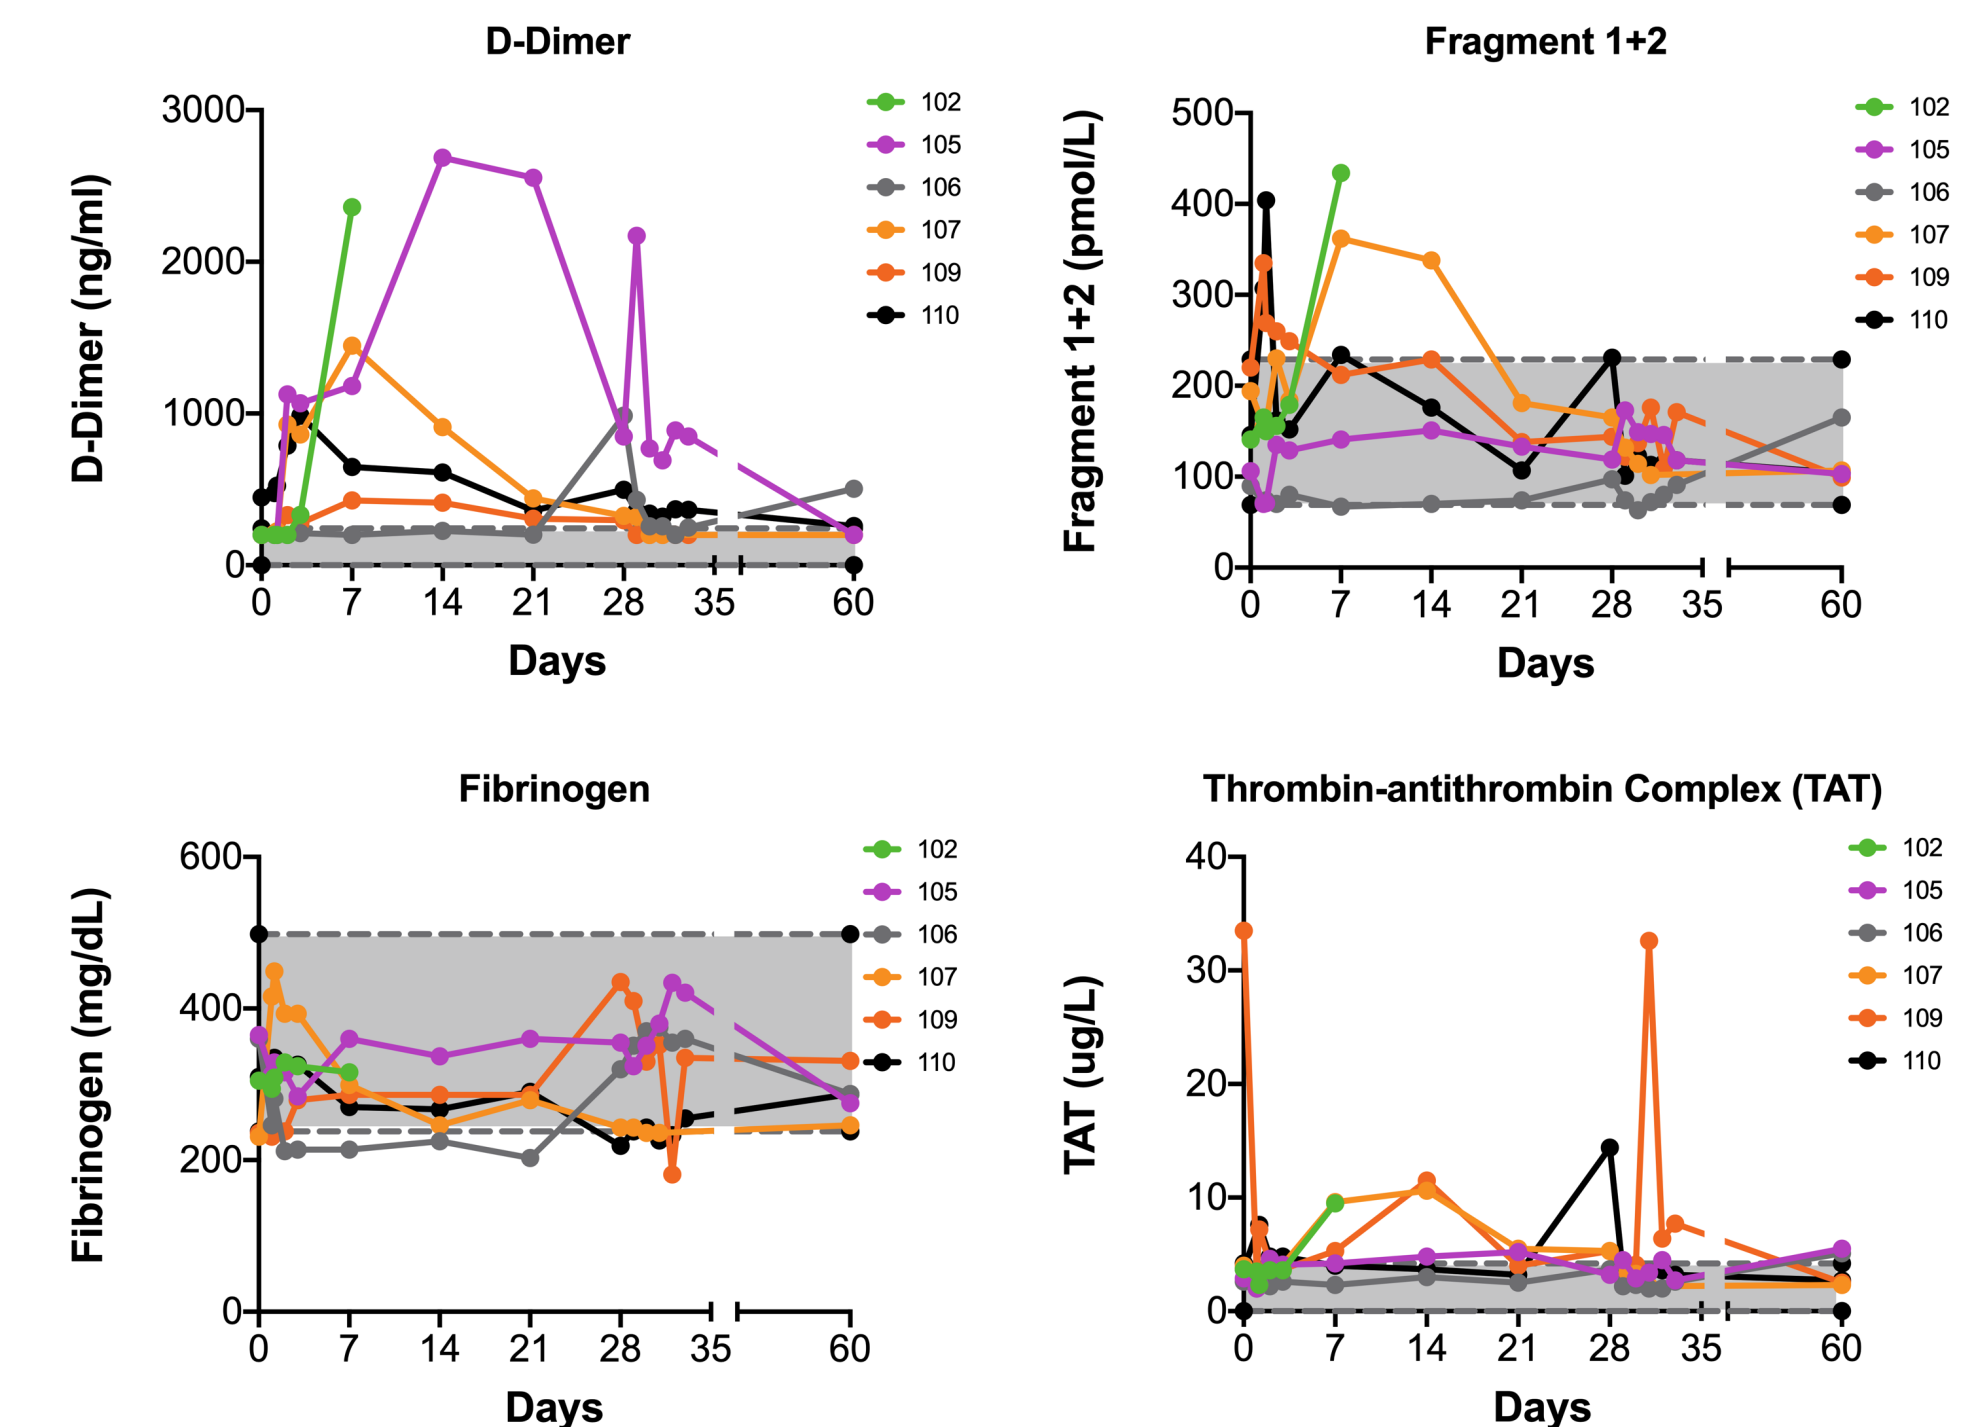 D-Dimer
D-Dimer (ng/ml)
3000
2000
1000
0
0 7 14 21 28 35 60
Days
102
105
106
107
109
110
Fragment 1+2
Fragment 1+2 (pmol/L)
500
400
300
200
100
0
0 7 14 21 28 35 60
Days
102
105
106
107
109
110
Fibrinogen
Fibrinogen (mg/dL)
600
400
200
0
0 7 14 21 28 35 60
Days
102
105
106
107
109
110
Thrombin-antithrombin Complex (TAT)
TAT (ug/L)
40
30
20
10
0
0 7 14 21 28 35 60
Days
102
105
106
107
109
110